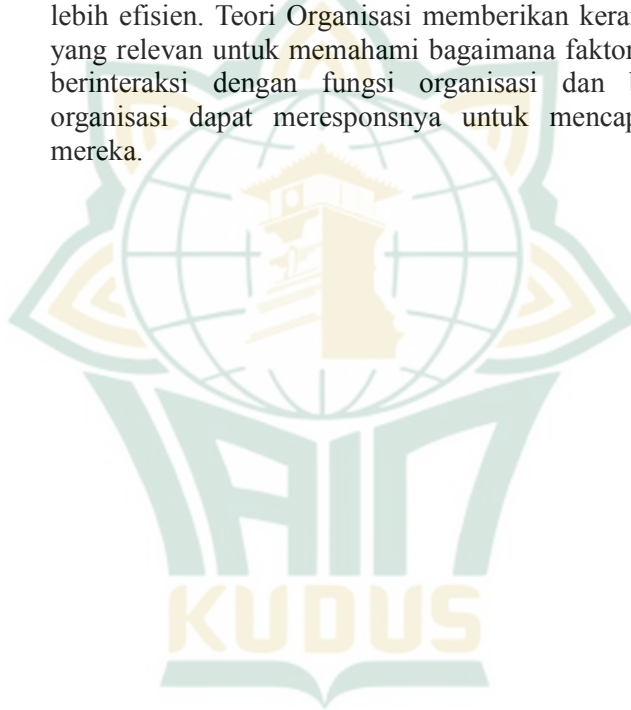 lebih efisien. Teori Organisasi memberikan
yang relevan untuk memahami bagaimana faktor
berinteraksi dengan fungsi organisasi dan
organisasi dapat meresponsnya untuk
mereka.
IAIN
KUDUS